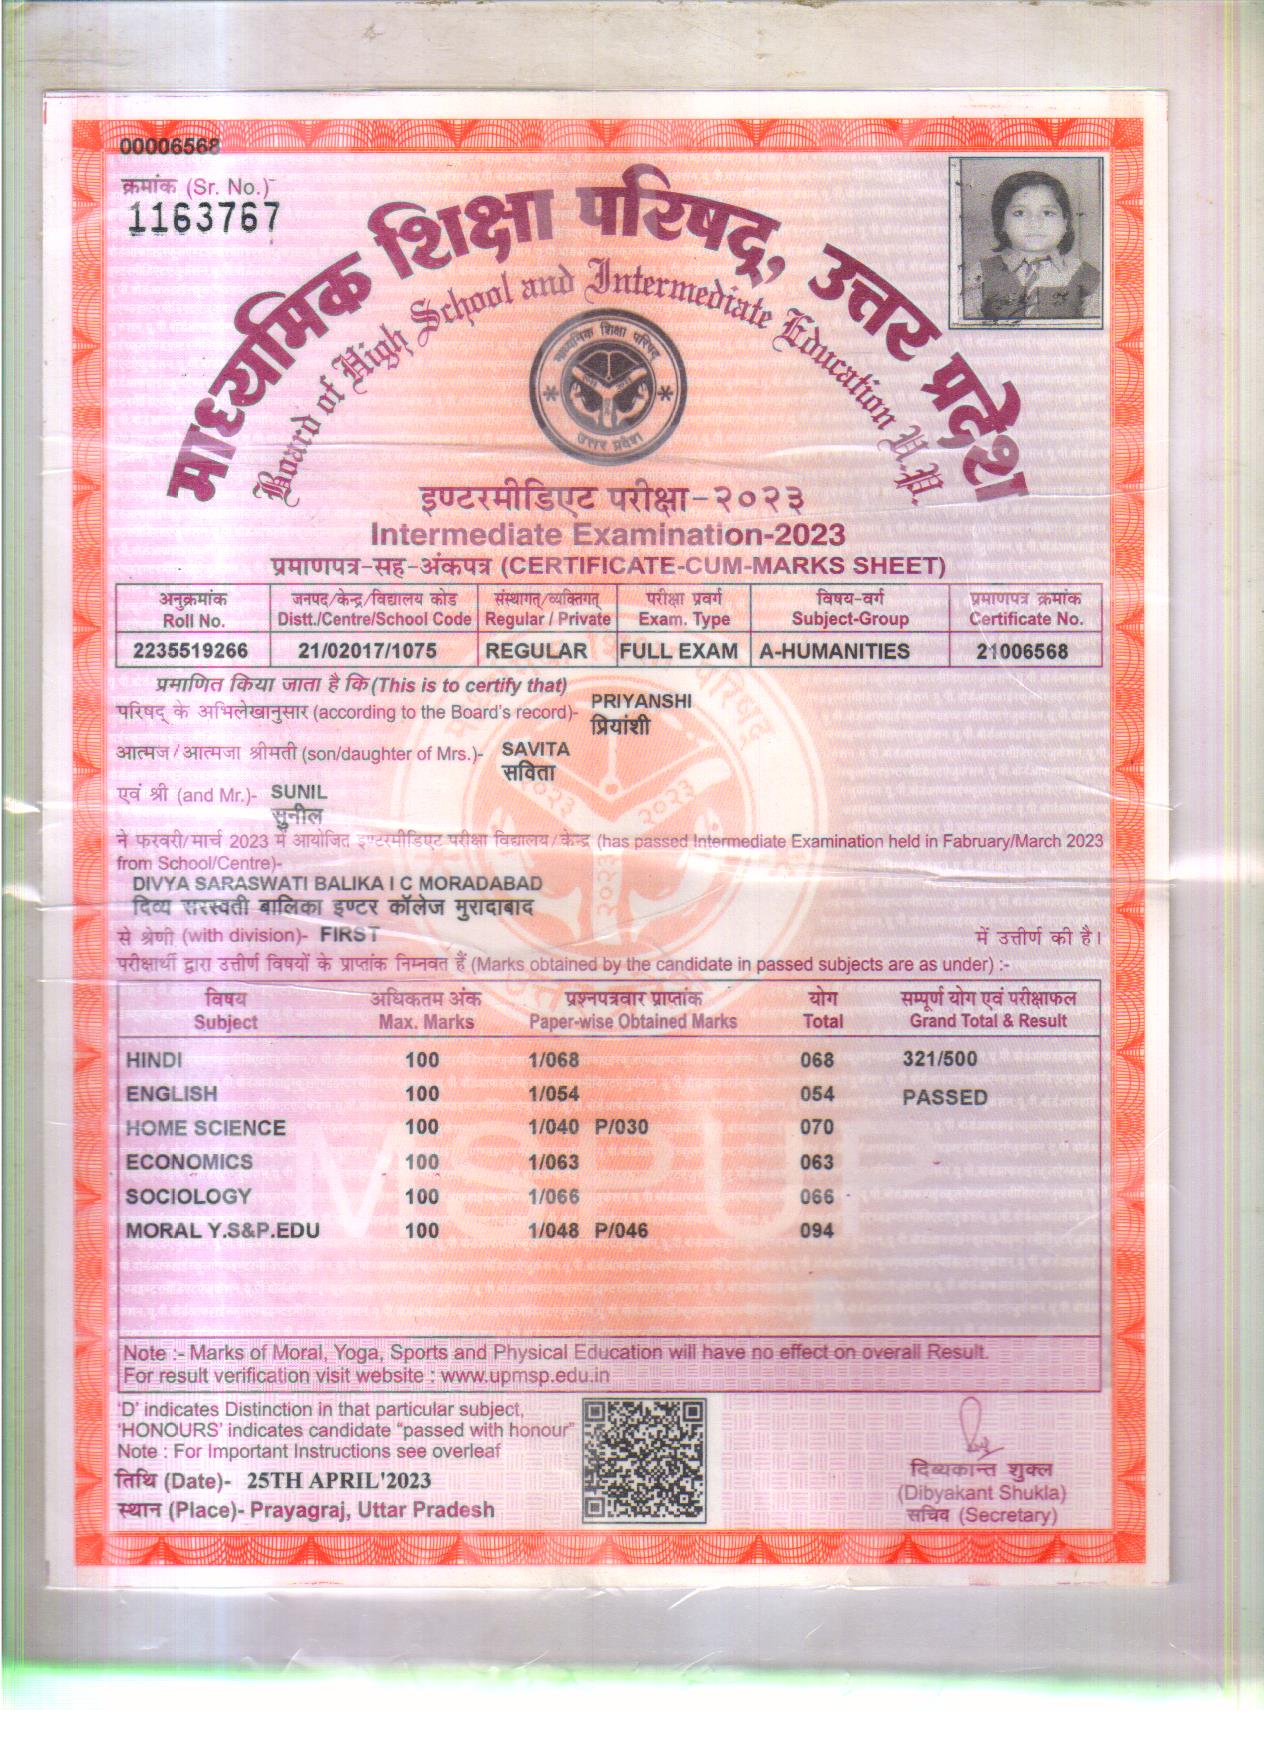 00006568
क्रमांक (Sr. No.)
1163767
माध्यमिक शिक्षा परिषद्, उत्तर प्रदेश
Board of High School and Intermediate Education U.P.
माध्यमिक शिक्षा परिषद
उत्तर प्रदेश
इण्टरमीडिएट परीक्षा-२०२३
Intermediate Examination-2023
प्रमाणपत्र-सह-अंकपत्र (CERTIFICATE-CUM-MARKS SHEET)
अनुक्रमांक जनपद/केन्द्र/विद्यालय कोड संस्थागत/व्यक्तिगत् परीक्षा प्रवर्ग विषय-वर्ग प्रमाणपत्र क्रमांक
Roll No. Distt./Centre/School Code Regular / Private Exam. Type Subject-Group Certificate No.
2235519266 21/02017/1075 REGULAR FULL EXAM A-HUMANITIES 21006568
प्रमाणित किया जाता है कि (This is to certify that)
परिषद् के अभिलेखानुसार (according to the Board's record)- PRIYANSHI
प्रियांशी
आत्मज/आत्मजा श्रीमती (son/daughter of Mrs.)- SAVITA
सविता
एवं श्री (and Mr.)- SUNIL
सुनील
ने फरवरी/मार्च 2023 में आयोजित इण्टरमीडिएट परीक्षा विद्यालय/केन्द्र (has passed Intermediate Examination held in Fabruary/March 2023
from School/Centre)-
DIVYA SARASWATI BALIKA I C MORADABAD
दिव्य सरस्वती बालिका इण्टर कॉलेज मुरादाबाद
से श्रेणी (with division)- FIRST में उत्तीर्ण की है।
परीक्षार्थी द्वारा उत्तीर्ण विषयों के प्राप्तांक निम्नवत हैं (Marks obtained by the candidate in passed subjects are as under) :-
विषय अधिकतम अंक प्रश्नपत्रवार प्राप्तांक योग सम्पूर्ण योग एवं परीक्षाफल
Subject Max. Marks Paper-wise Obtained Marks Total Grand Total & Result
HINDI 100 1/068 068 321/500
ENGLISH 100 1/054 054 PASSED
HOME SCIENCE 100 1/040 P/030 070
ECONOMICS 100 1/063 063
SOCIOLOGY 100 1/066 066
MORAL Y.S&P.EDU 100 1/048 P/046 094
MSPUP
Note :- Marks of Moral, Yoga, Sports and Physical Education will have no effect on overall Result.
For result verification visit website : www.upmsp.edu.in
'D' indicates Distinction in that particular subject,
'HONOURS' indicates candidate "passed with honour"
Note : For Important Instructions see overleaf
तिथि (Date)- 25TH APRIL'2023
स्थान (Place)- Prayagraj, Uttar Pradesh
दिव्यकान्त शुक्ल
(Dibyakant Shukla)
सचिव (Secretary)